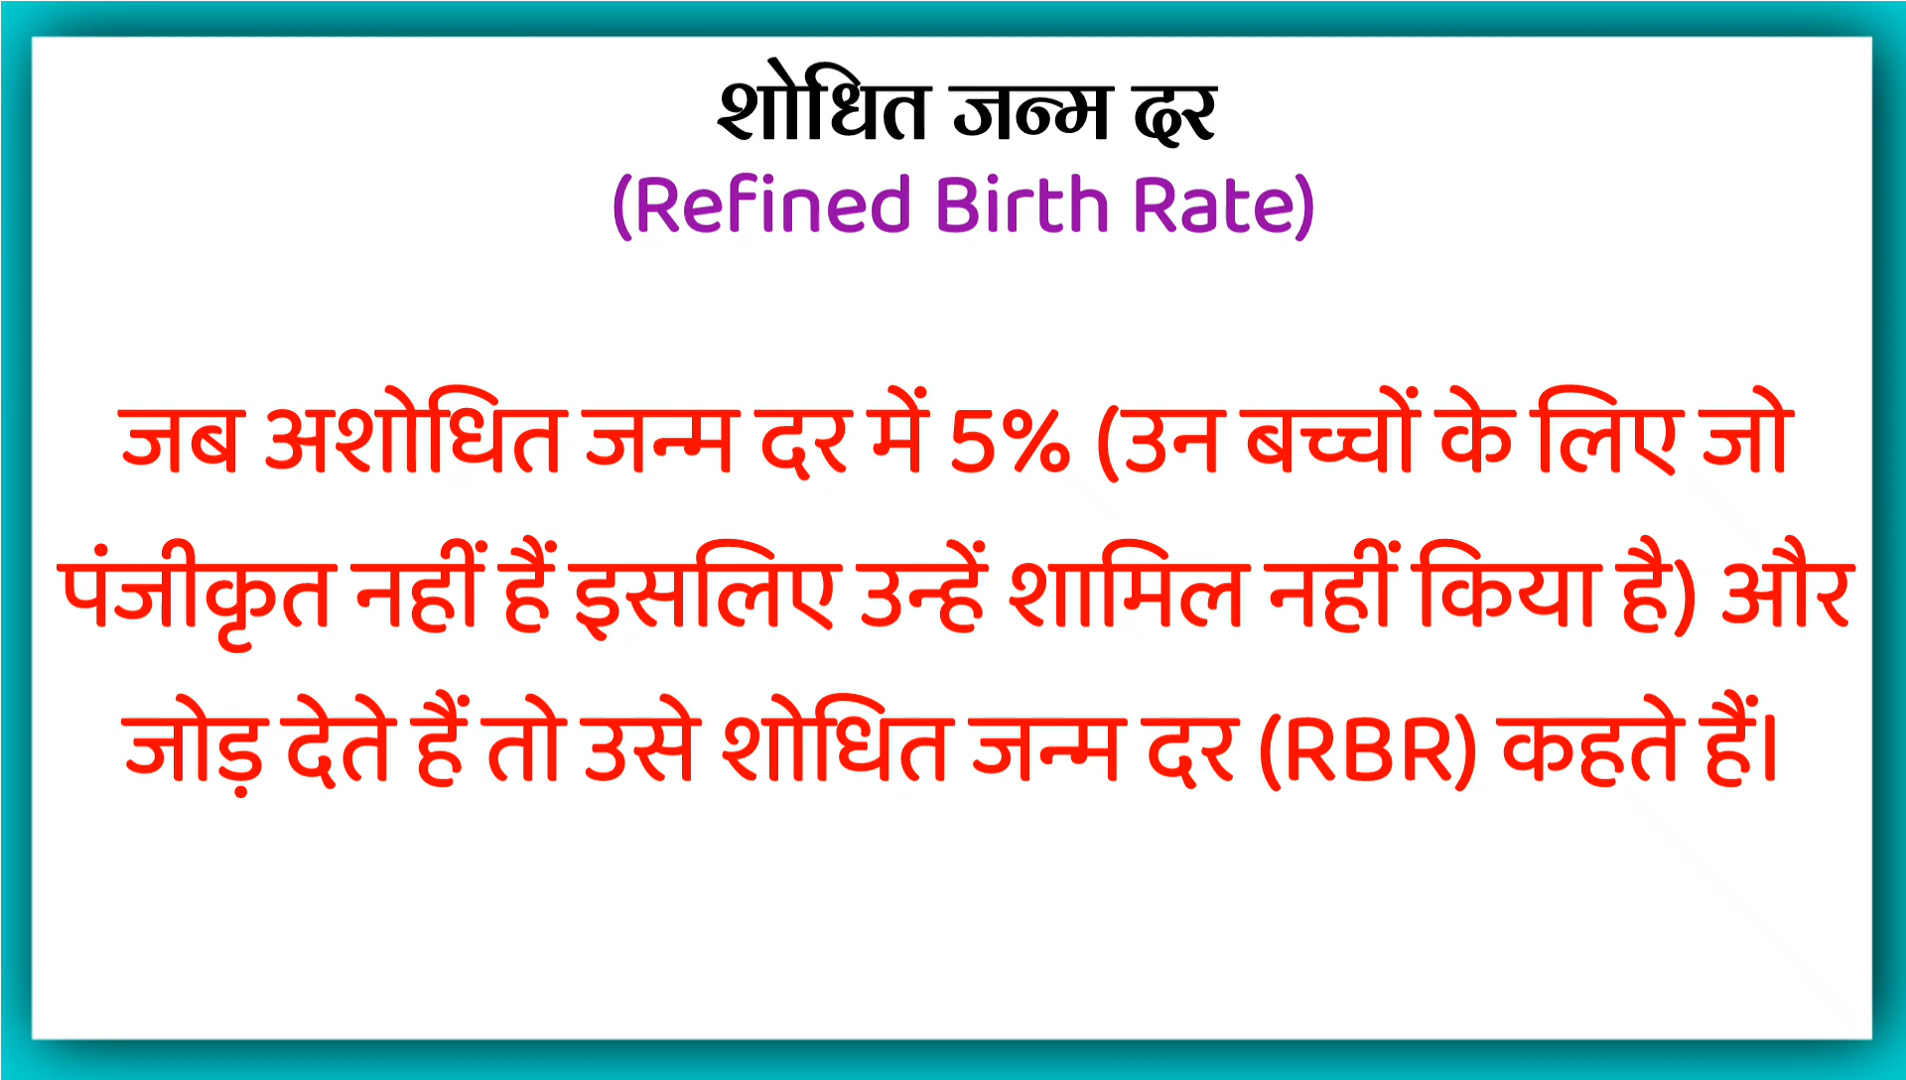 शोधित जन्म दर
(Refined Birth Rate)
जब अशोधित जन्म दर में 5% (उन बच्चों के लिए जो
पंजीकृत नहीं हैं इसलिए उन्हें शामिल नहीं किया है) और
जोड़ देते हैं तो उसे शोधित जन्म दर (RBR) कहते हैं।